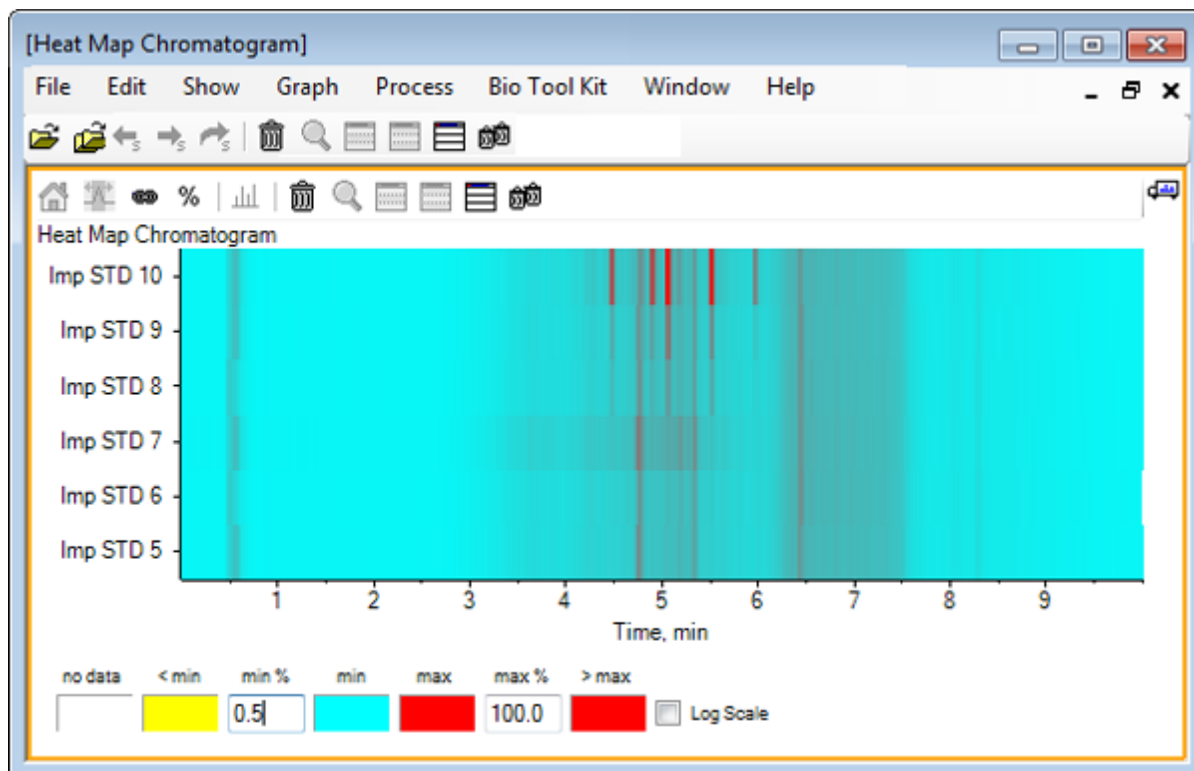 [Heat Map Chromatogram]
File Edit Show Graph Process Bio Tool Kit Window Help
%
Heat Map Chromatogram
Imp STD 10
Imp STD 9
Imp STD 8
Imp STD 7
Imp STD 6
Imp STD 5
1 2 3 4 5 6 7 8 9
Time, min
no data < min min % min max max % > max
0.5 100.0 Log Scale